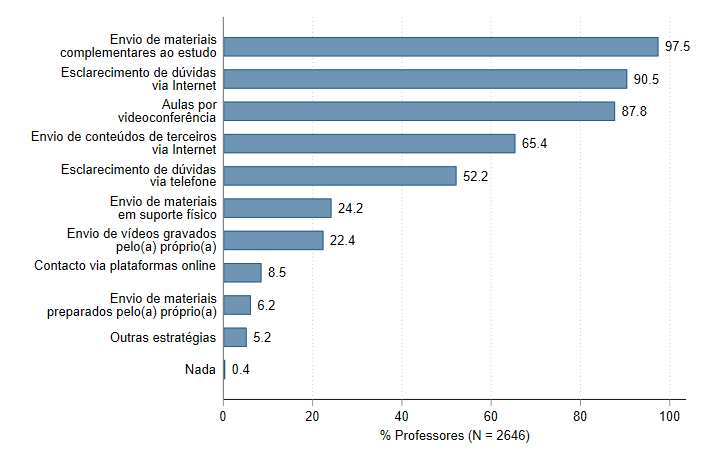 Envio de materiais
complementares ao estudo
97.5
Esclarecimento de dúvidas
via Internet
90.5
Aulas por
videoconferência
87.8
Envio de conteúdos de terceiros
via Internet
65.4
Esclarecimento de dúvidas
via telefone
52.2
Envio de materiais
em suporte físico
24.2
Envio de vídeos gravados
pelo(a) próprio(a)
22.4
Contacto via plataformas online
8.5
Envio de materiais
preparados pelo(a) próprio(a)
6.2
Outras estratégias
5.2
Nada
0.4
0 20 40 60 80 100
% Professores (N = 2646)